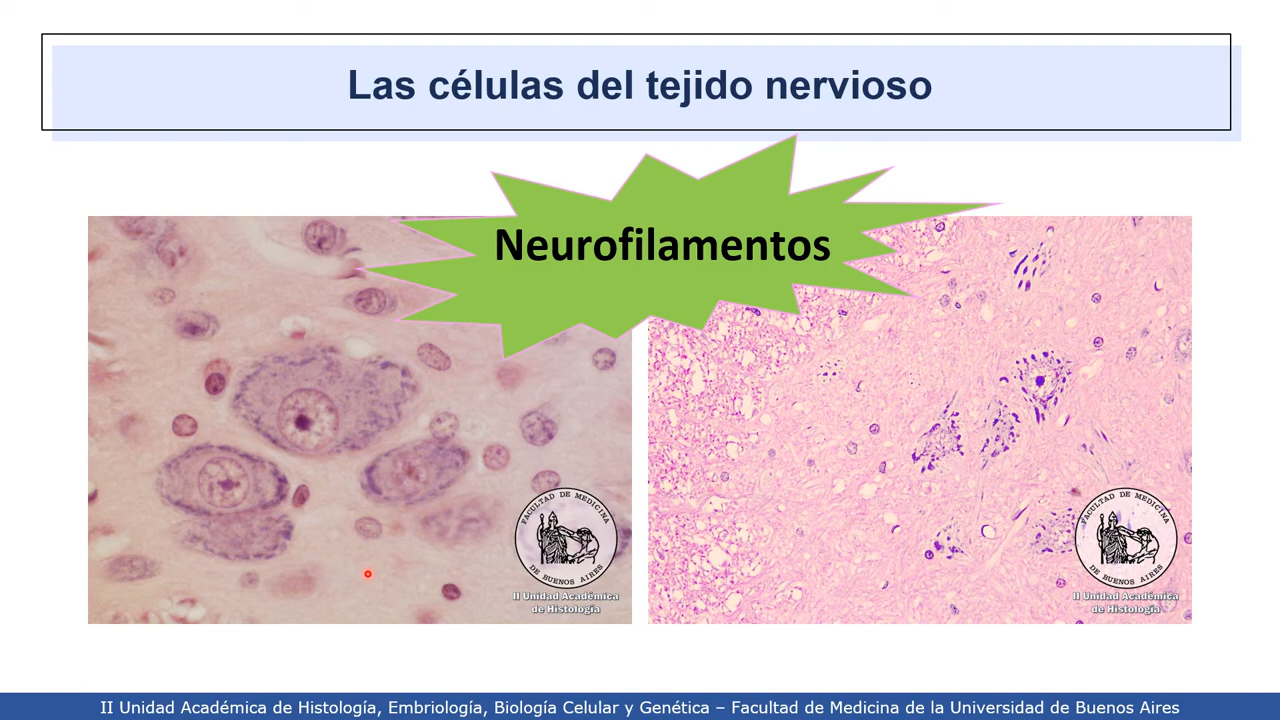 Las células del tejido nervioso
Neurofilamentos
FACULTAD DE MEDICINA
DE BUENOS AIRES
II Unidad Académica
de Histología
FACULTAD DE MEDICINA
DE BUENOS AIRES
II Unidad Académica
de Histología
II Unidad Académica de Histología, Embriología, Biología Celular y Genética – Facultad de Medicina de la Universidad de Buenos Aires